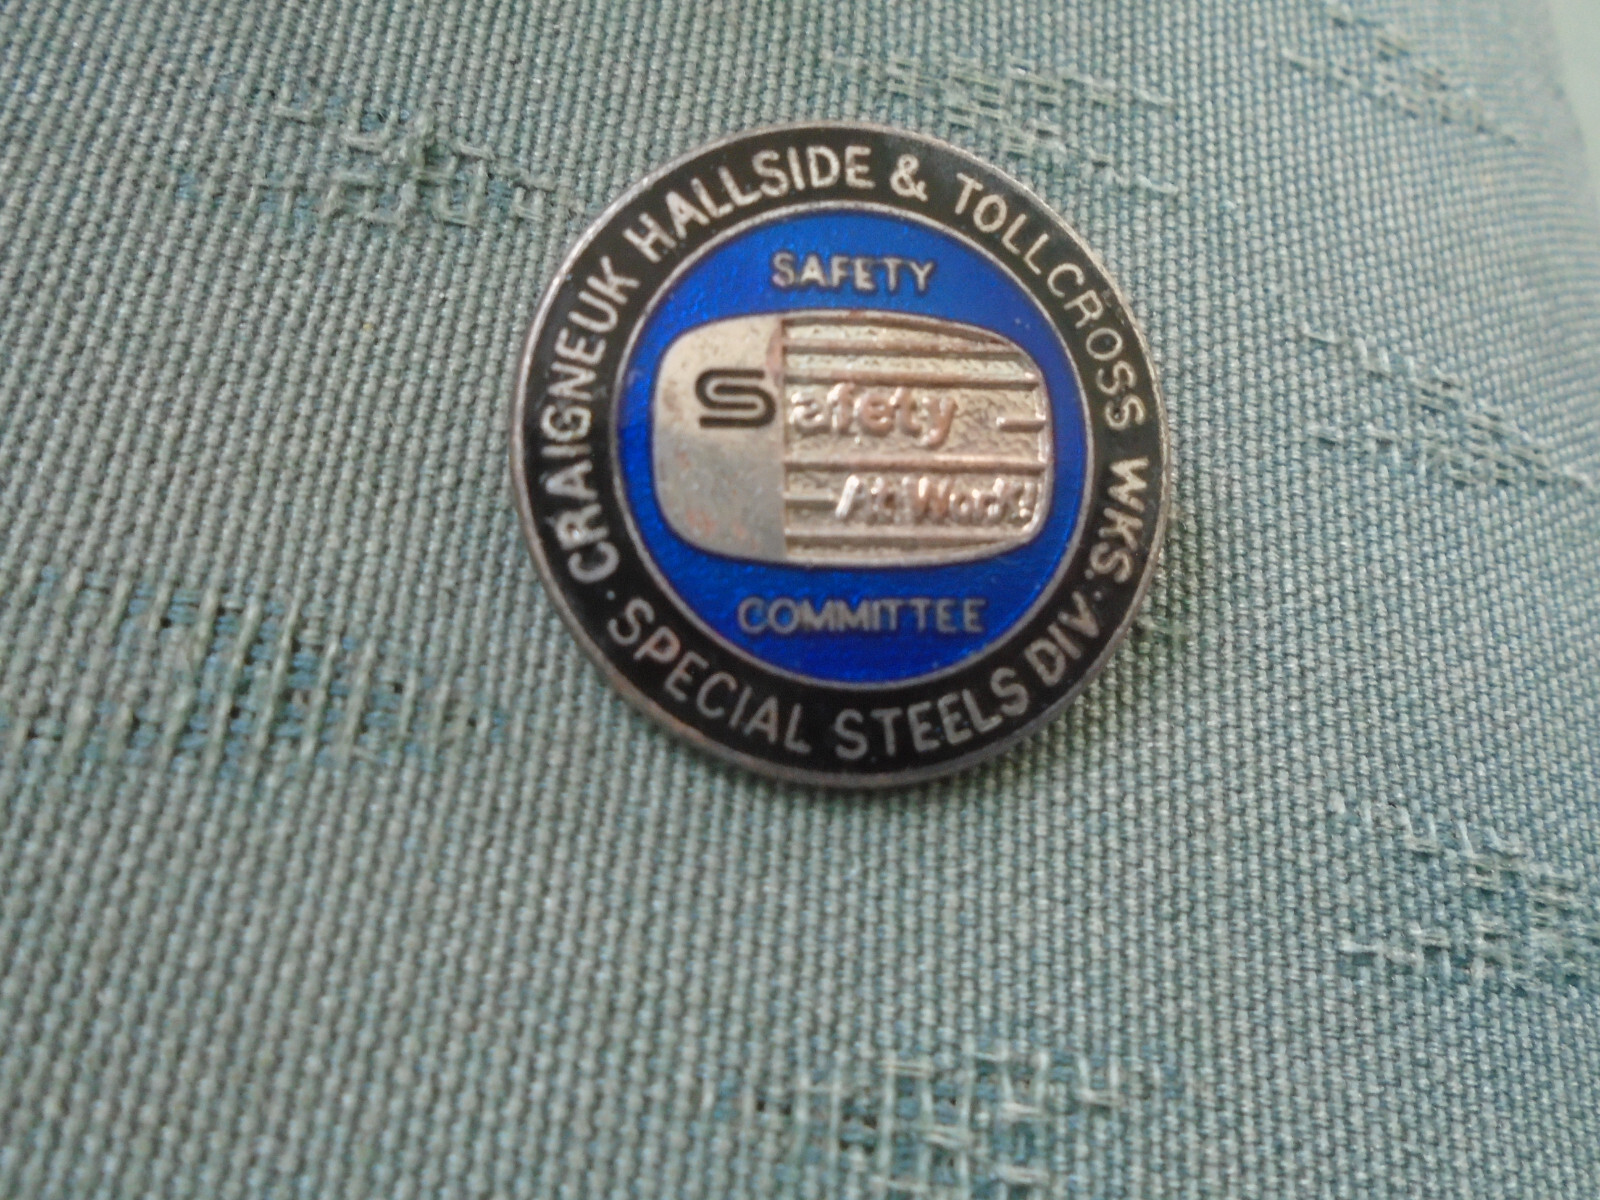 CRAIGNEUK HALLSIDE & TOLLCROSS WKS.
SAFETY
Safety
At Work!
COMMITTEE
· SPECIAL STEELS DIV. ·